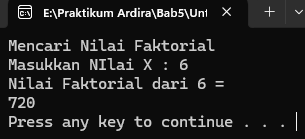 E:\Praktikum Ardira\Bab5\Unt
Mencari Nilai Faktorial
Masukkan NIlai X : 6
Nilai Faktorial dari 6 =
720
Press any key to continue . . .